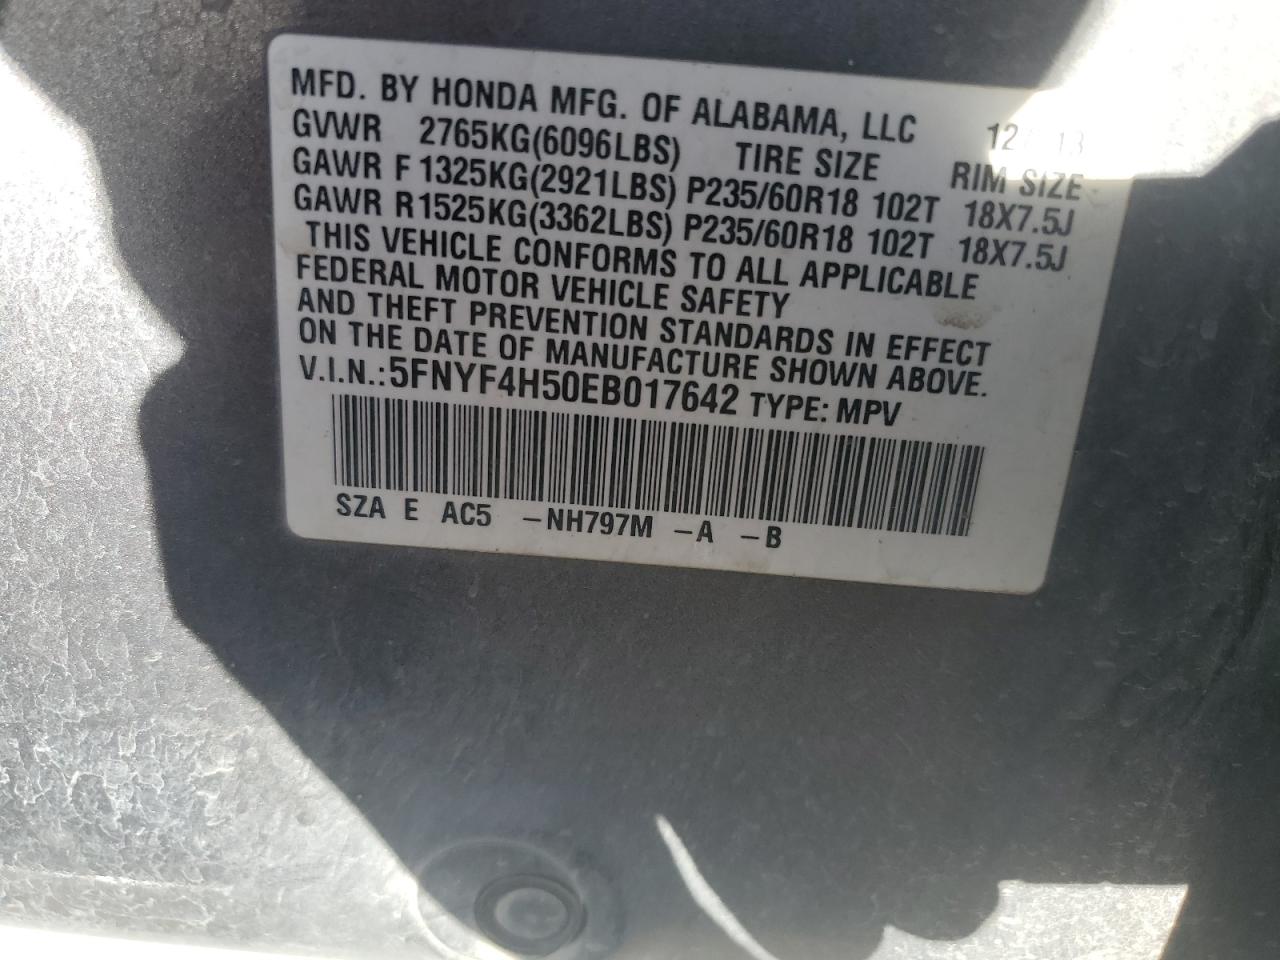 MFD. BY HONDA MFG. OF ALABAMA, LLC
GVWR 2765KG(6096LBS) TIRE SIZE RIM SIZE
GAWR F 1325KG(2921LBS) P235/60R18 102T 18X7.5J
GAWR R 1525KG(3362LBS) P235/60R18 102T 18X7.5J
THIS VEHICLE CONFORMS TO ALL APPLICABLE
FEDERAL MOTOR VEHICLE SAFETY
AND THEFT PREVENTION STANDARDS IN EFFECT
ON THE DATE OF MANUFACTURE SHOWN ABOVE.
V.I.N.: 5FNYF4H50EB017642 TYPE: MPV
SZA E AC5 -NH797M -A -B